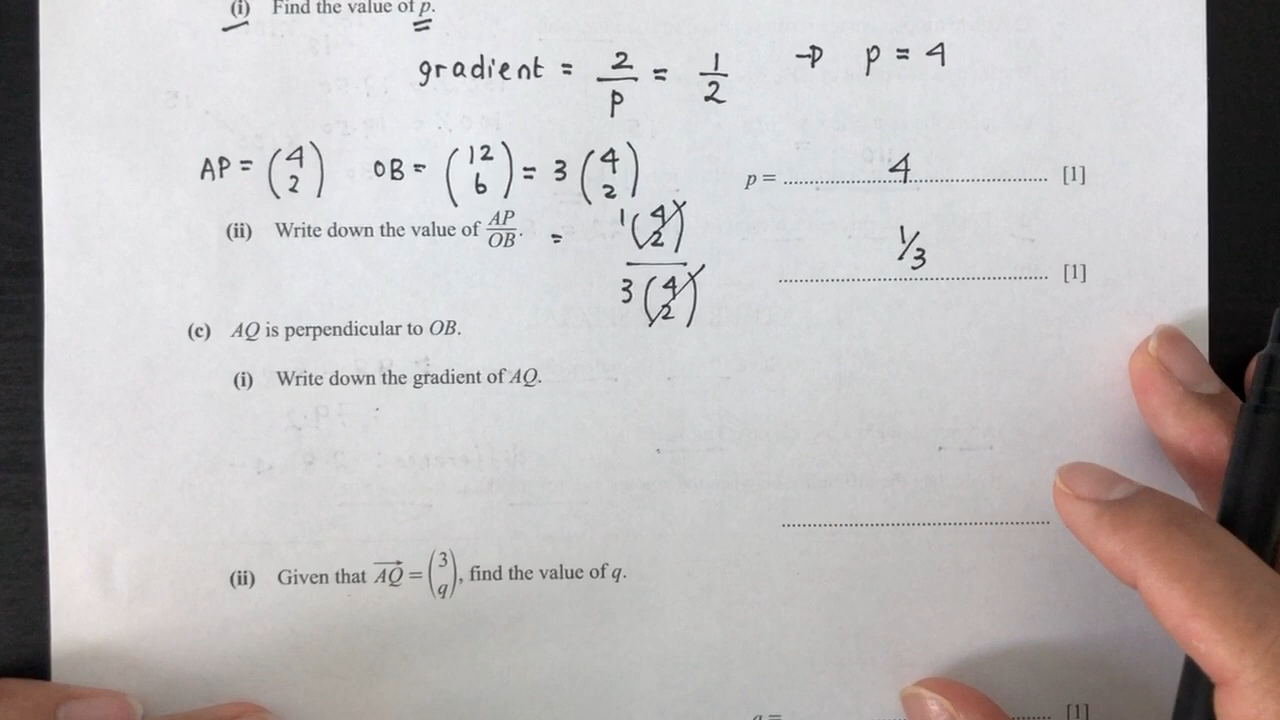 (i) Find the value of p.
gradient = 2/p = 1/2 → p = 4
AP = (4 2) OB = (12 6) = 3 (4 2)
p = 4 [1]
(ii) Write down the value of AP/OB. = 1(4 2) / 3(4 2)
1/3 [1]
(c) AQ is perpendicular to OB.
(i) Write down the gradient of AQ.
(ii) Given that AQ = (3 q), find the value of q.
q = [1]